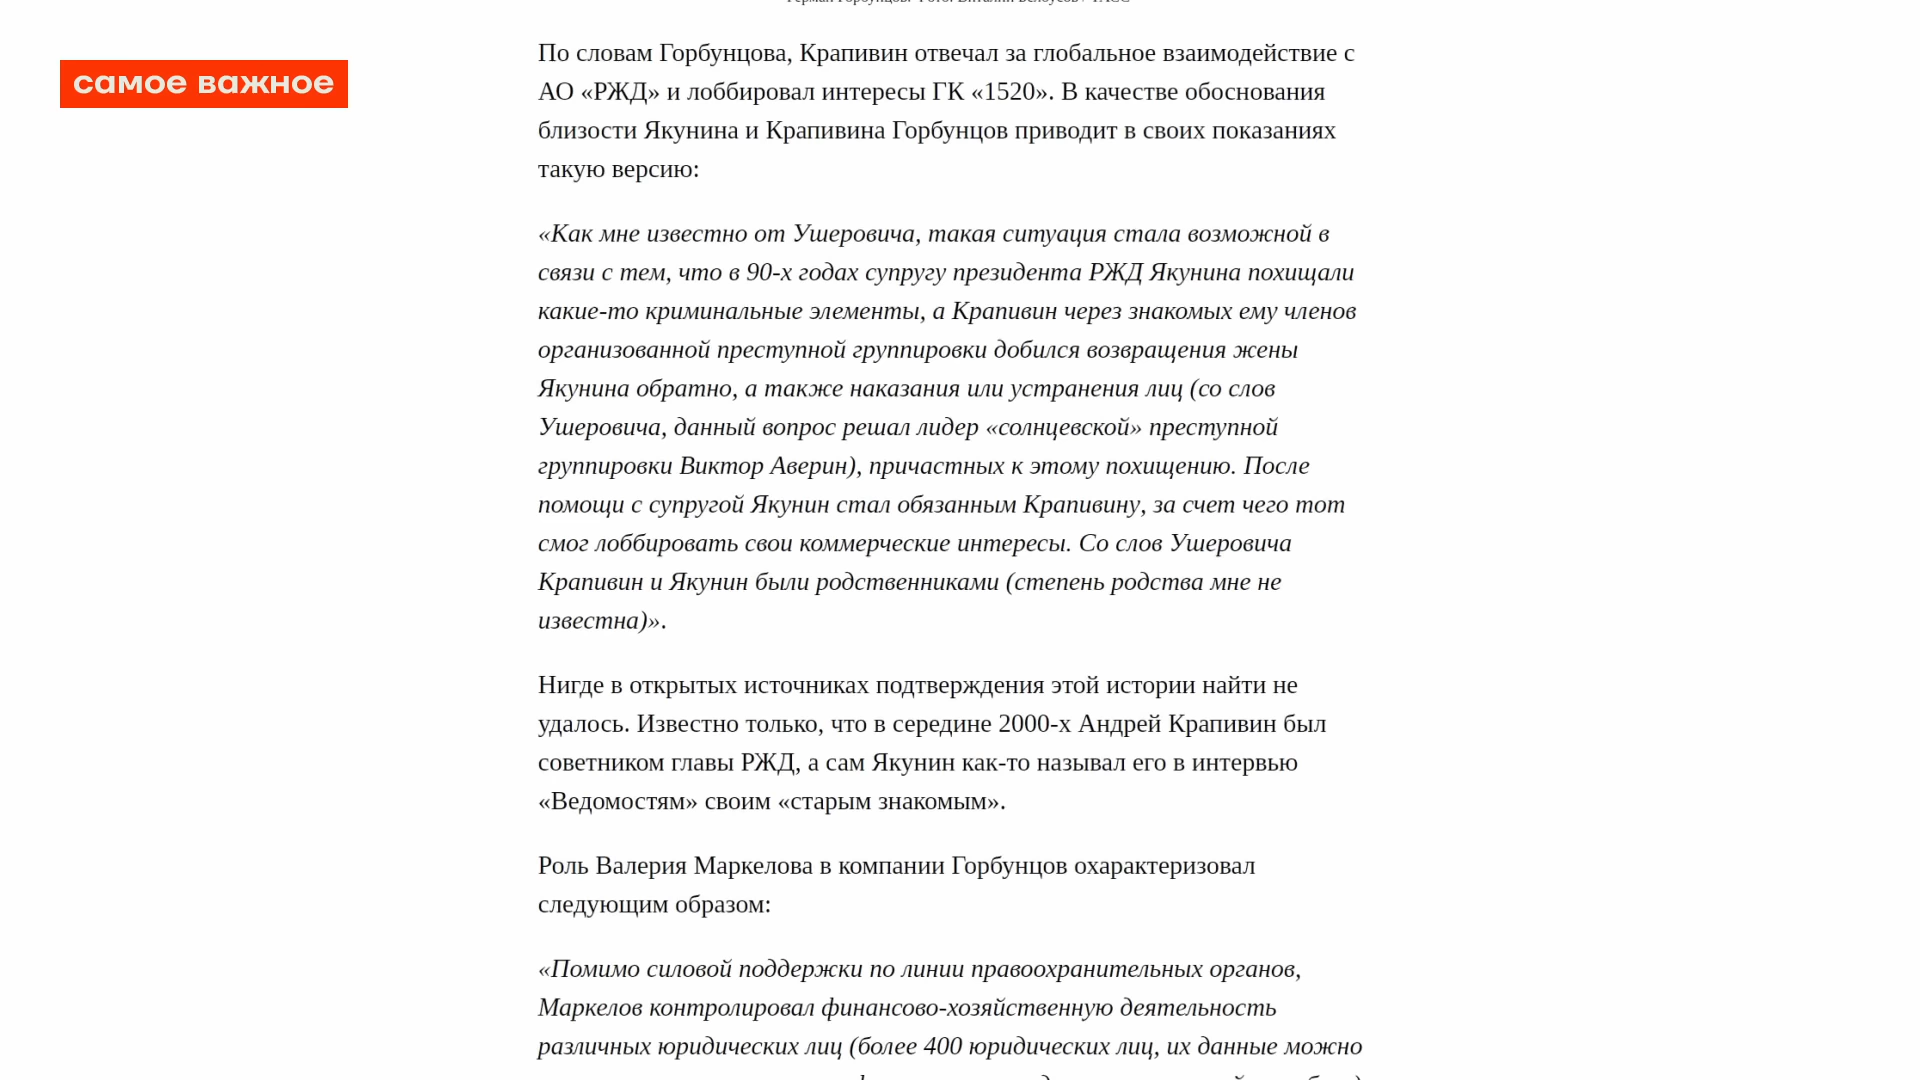 самое важное
По словам Горбунцова, Крапивин отвечал за глобальное взаимодействие с
АО «РЖД» и лоббировал интересы ГК «1520». В качестве обоснования
близости Якунина и Крапивина Горбунцов приводит в своих показаниях
такую версию:
«Как мне известно от Ушеровича, такая ситуация стала возможной в
связи с тем, что в 90-х годах супругу президента РЖД Якунина похищали
какие-то криминальные элементы, а Крапивин через знакомых ему членов
организованной преступной группировки добился возвращения жены
Якунина обратно, а также наказания или устранения лиц (со слов
Ушеровича, данный вопрос решал лидер «солнцевской» преступной
группировки Виктор Аверин), причастных к этому похищению. После
помощи с супругой Якунин стал обязанным Крапивину, за счет чего тот
смог лоббировать свои коммерческие интересы. Со слов Ушеровича
Крапивин и Якунин были родственниками (степень родства мне не
известна)».
Нигде в открытых источниках подтверждения этой истории найти не
удалось. Известно только, что в середине 2000-х Андрей Крапивин был
советником главы РЖД, а сам Якунин как-то называл его в интервью
«Ведомостям» своим «старым знакомым».
Роль Валерия Маркелова в компании Горбунцов охарактеризовал
следующим образом:
«Помимо силовой поддержки по линии правоохранительных органов,
Маркелов контролировал финансово-хозяйственную деятельность
различных юридических лиц (более 400 юридических лиц, их данные можно